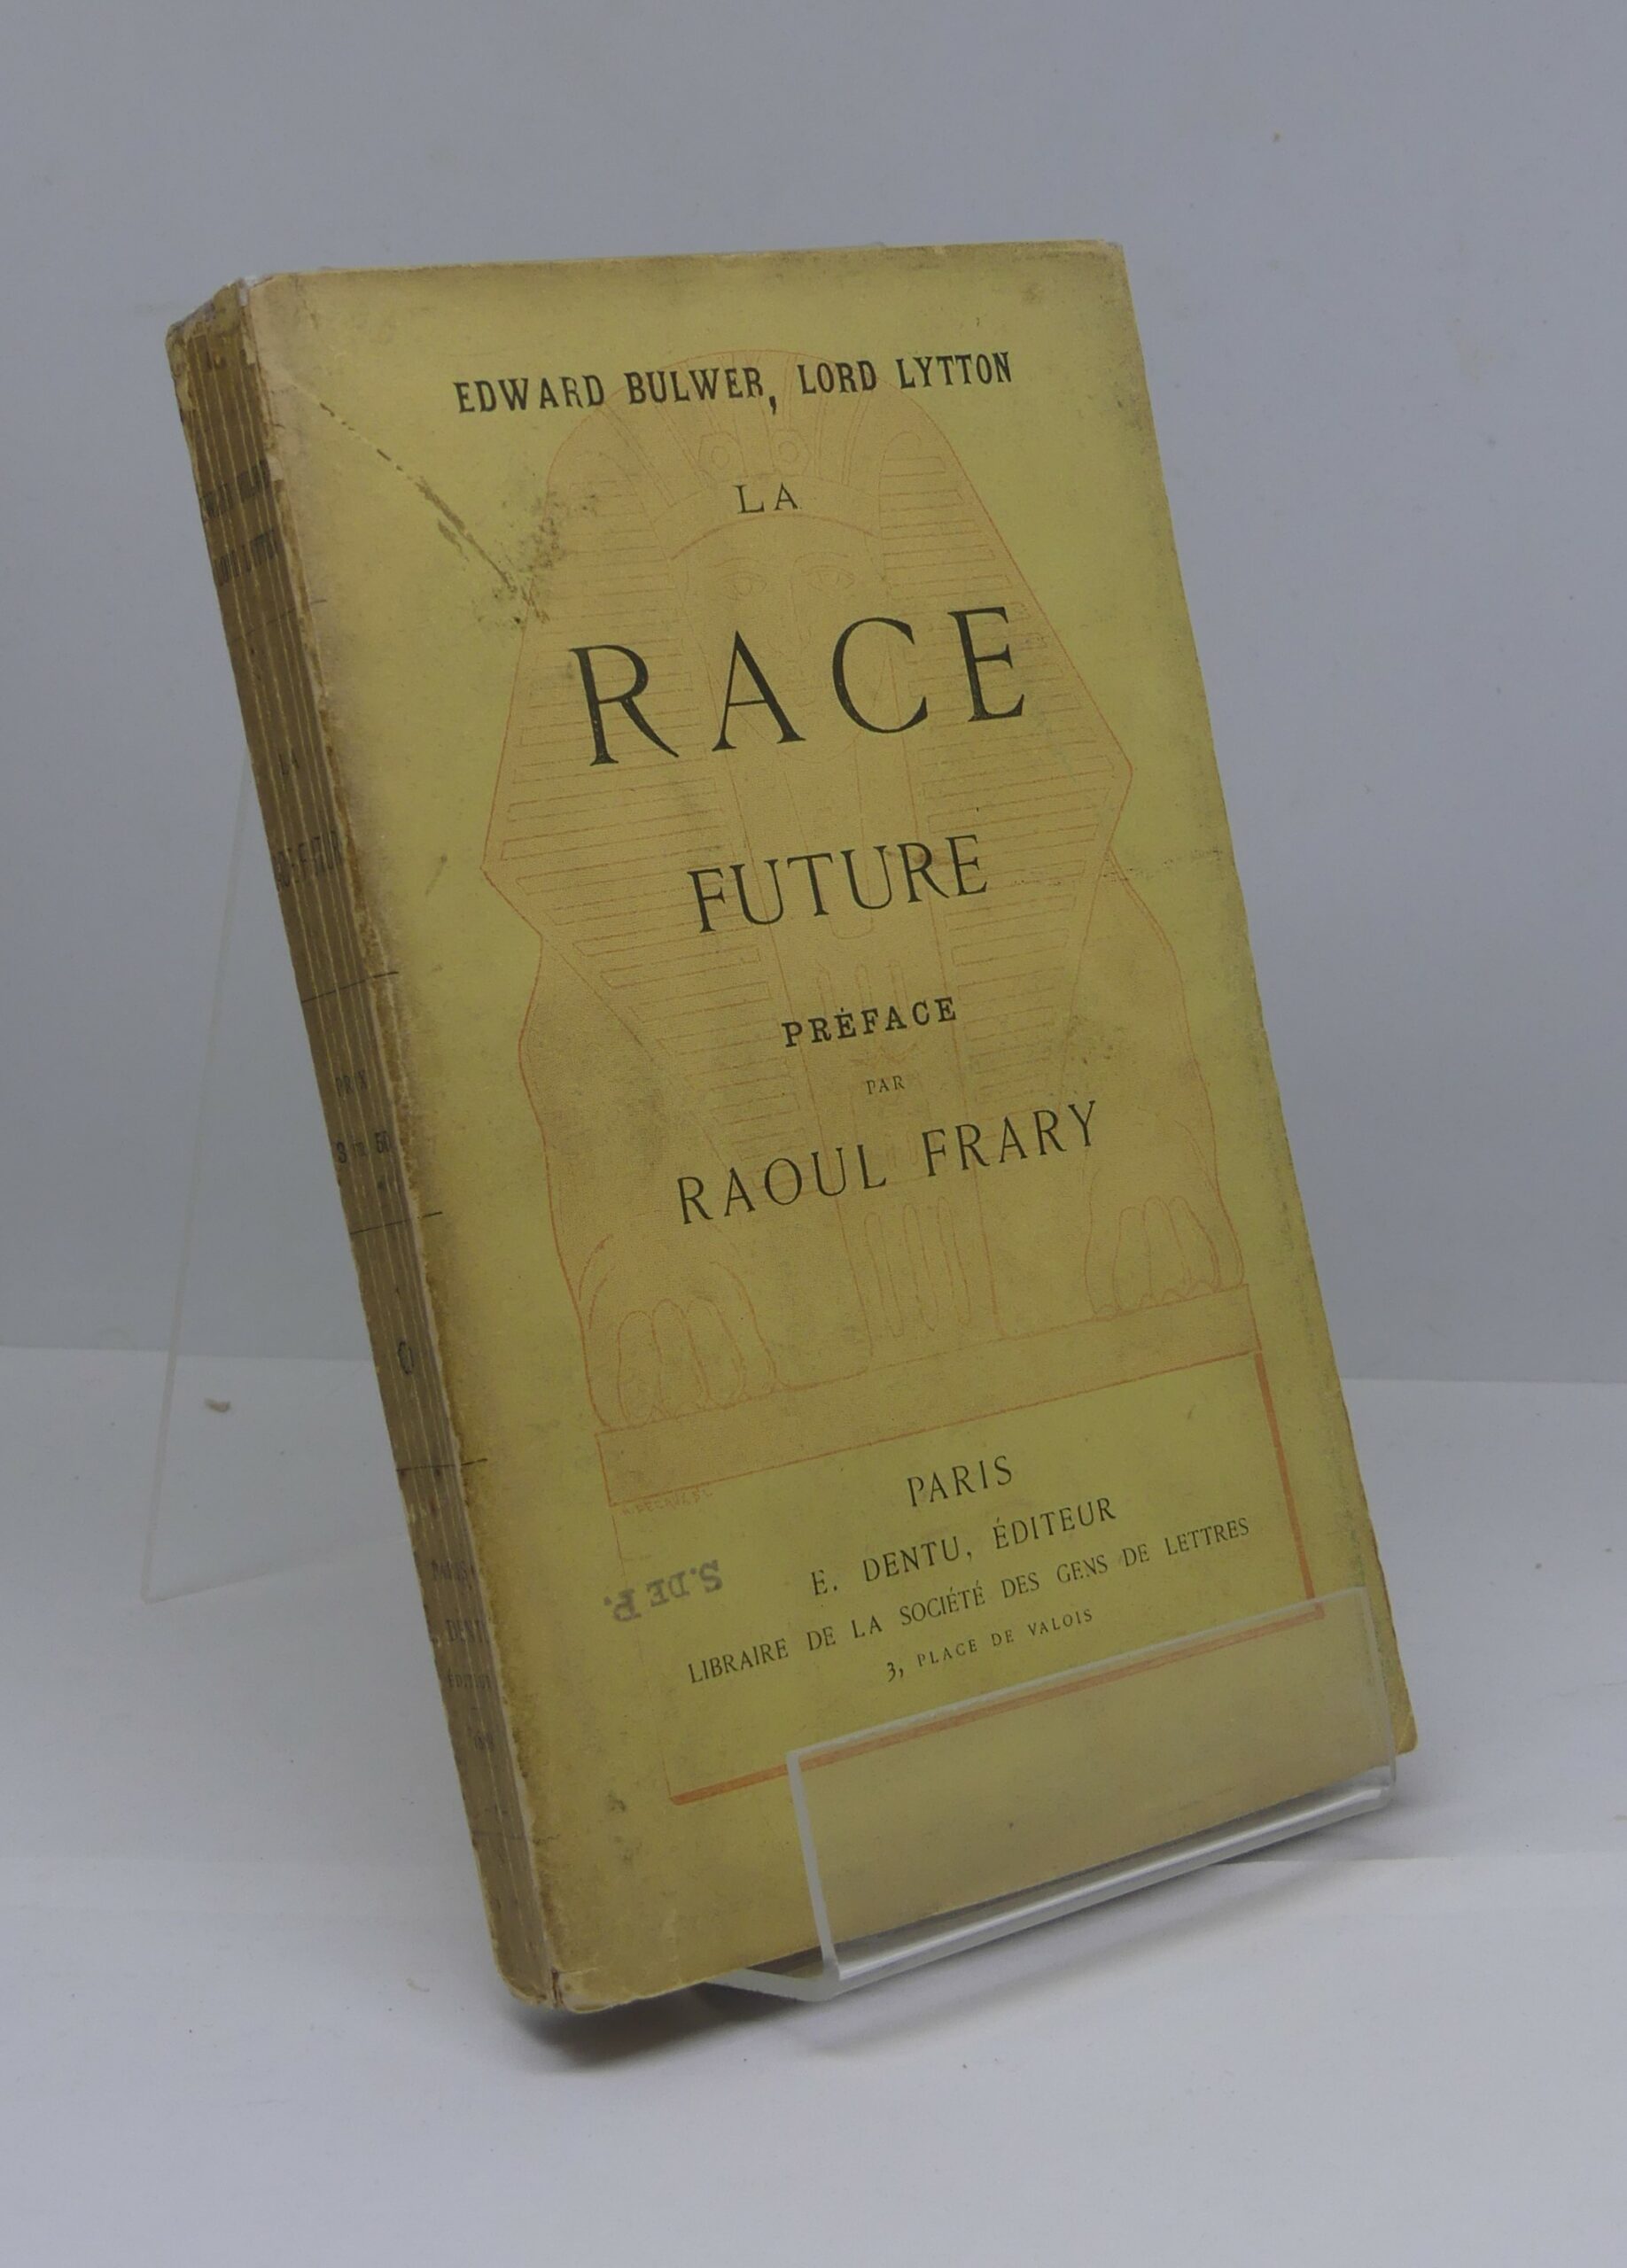 EDWARD BULWER, LORD LYTTON
LA
RACE
FUTURE
PRÉFACE
PAR
RAOUL FRARY
PARIS
E. DENTU, ÉDITEUR
LIBRAIRE DE LA SOCIÉTÉ DES GENS DE LETTRES
3, PLACE DE VALOIS
S. DE P.
LA